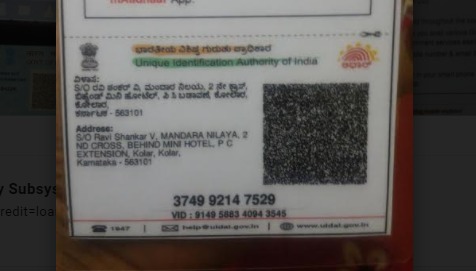 mAadhaar App.
ಭಾರತೀಯ ವಿಶಿಷ್ಟ ಗುರುತು ಪ್ರಾಧಿಕಾರ
Unique Identification Authority of India
ವಿಳಾಸ:
S/O ರವಿ ಶಂಕರ್ ವಿ, ಮಂದಾರ ನಿಲಯ, 2 ನೇ ಕ್ರಾಸ್,
ಬಿಹೈಂಡ್ ಮಿನಿ ಹೋಟೆಲ್, ಪಿ ಸಿ ಬಡಾವಣೆ, ಕೋಲಾರ,
ಕೋಲಾರ,
ಕರ್ನಾಟಕ - 563101
Address:
S/O Ravi Shankar V, MANDARA NILAYA, 2
ND CROSS, BEHIND MINI HOTEL, P C
EXTENSION, Kolar, Kolar,
Karnataka - 563101
3749 9214 7529
VID : 9149 5883 4094 3545
1947 | help@uidai.gov.in | www.uidai.gov.in
y Subsys
redit=loa